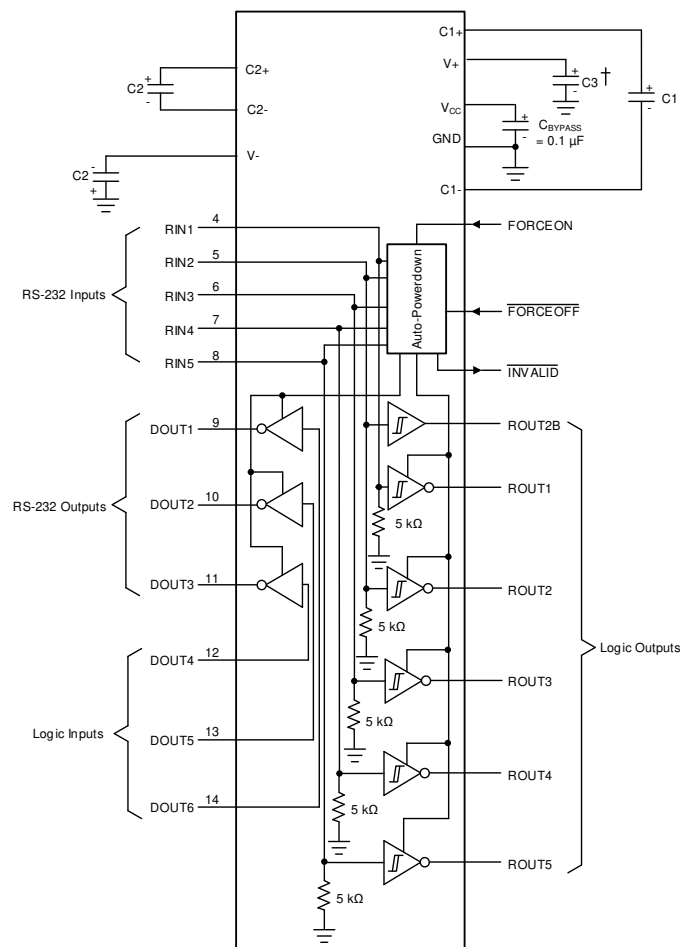 C1+
C2+
C2
+
-
C2-
V+
+
-
C3 †
+
-
C1
VCC
+
-
CBYPASS
= 0.1 µF
GND
V-
C2
-
+
C1-
RS-232 Inputs
RIN1 4
RIN2 5
RIN3 6
RIN4 7
RIN5 8
Auto-Powerdown
FORCEON
FORCEOFF
INVALID
RS-232 Outputs
DOUT1 9
DOUT2 10
DOUT3 11
Logic Inputs
DOUT4 12
DOUT5 13
DOUT6 14
ROUT2B
ROUT1
5 kΩ
ROUT2
5 kΩ
Logic Outputs
ROUT3
5 kΩ
ROUT4
5 kΩ
ROUT5
5 kΩ